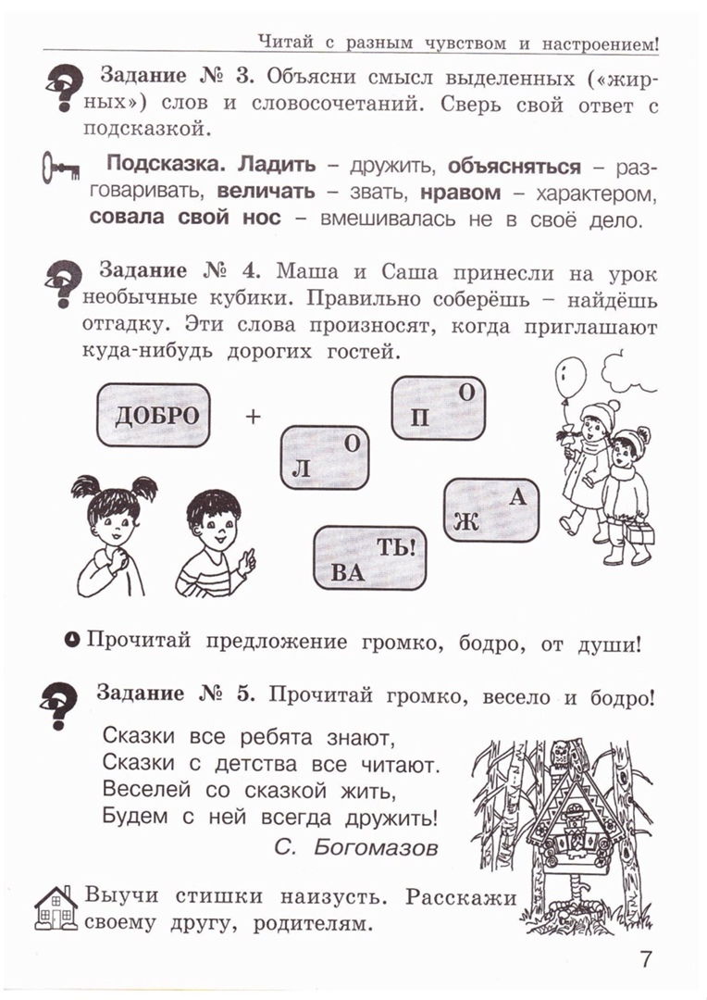 Читай с разным чувством и настроением!
Задание № 3. Объясни смысл выделенных («жир-
ных») слов и словосочетаний. Сверь свой ответ с
подсказкой.
Подсказка. Ладить – дружить, объясняться – раз-
говаривать, величать – звать, нравом – характером,
совала свой нос – вмешивалась не в своё дело.
Задание № 4. Маша и Саша принесли на урок
необычные кубики. Правильно соберёшь – найдёшь
отгадку. Эти слова произносят, когда приглашают
куда-нибудь дорогих гостей.
ДОБРО +
О
П
О
Л
А
Ж
ТЬ!
ВА
Прочитай предложение громко, бодро, от души!
Задание № 5. Прочитай громко, весело и бодро!
Сказки все ребята знают,
Сказки с детства все читают.
Веселей со сказкой жить,
Будем с ней всегда дружить!
С. Богомазов
Выучи стишки наизусть. Расскажи
своему другу, родителям.
7